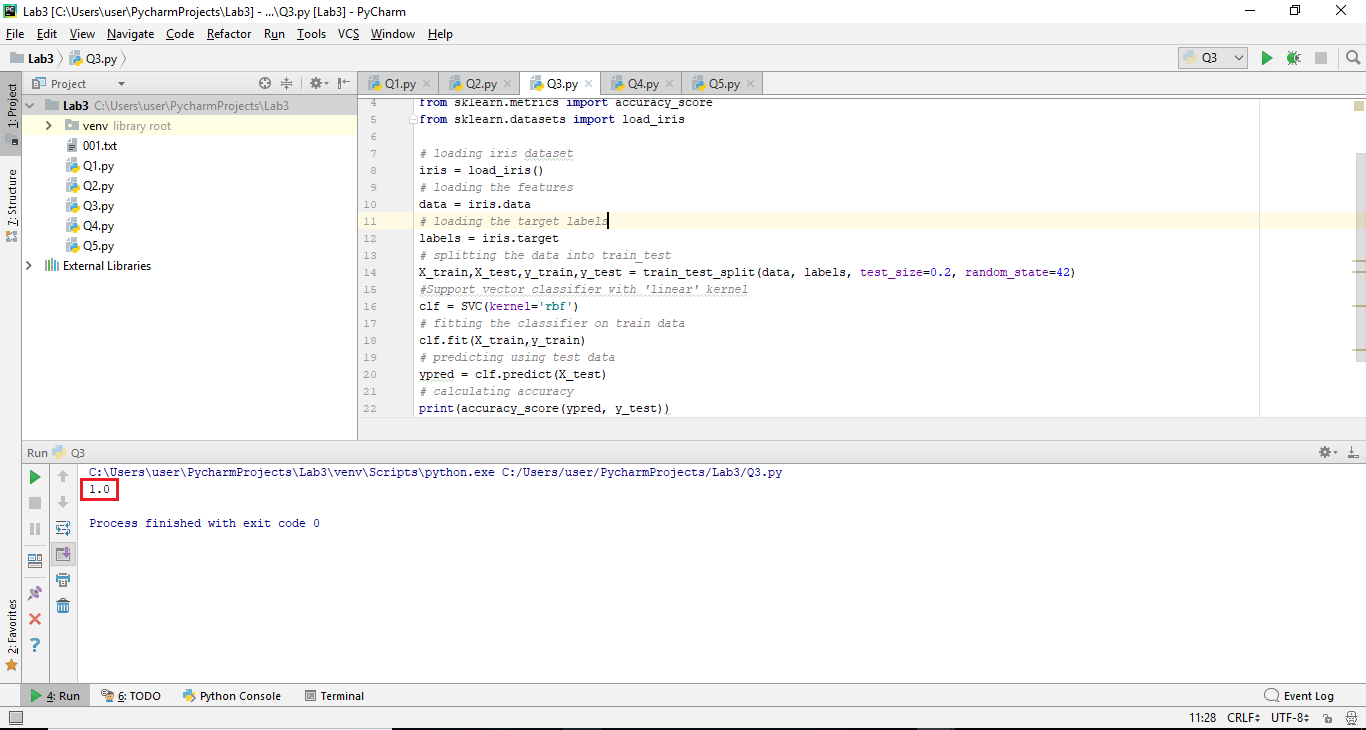 PC Lab3 [C:\Users\user\PycharmProjects\Lab3] - ...\Q3.py [Lab3] - PyCharm
File Edit View Navigate Code Refactor Run Tools VCS Window Help
Lab3 Q3.py Q3
1: Project
7: Structure
2: Favorites
Project
Lab3 C:\Users\user\PycharmProjects\Lab3
venv library root
001.txt
Q1.py
Q2.py
Q3.py
Q4.py
Q5.py
External Libraries
Q1.py Q2.py Q3.py Q4.py Q5.py
4 from sklearn.metrics import accuracy_score
5 from sklearn.datasets import load_iris
6
7 # loading iris dataset
8 iris = load_iris()
9 # loading the features
10 data = iris.data
11 # loading the target labels
12 labels = iris.target
13 # splitting the data into train_test
14 X_train,X_test,y_train,y_test = train_test_split(data, labels, test_size=0.2, random_state=42)
15 #Support vector classifier with 'linear' kernel
16 clf = SVC(kernel='rbf')
17 # fitting the classifier on train data
18 clf.fit(X_train,y_train)
19 # predicting using test data
20 ypred = clf.predict(X_test)
21 # calculating accuracy
22 print(accuracy_score(ypred, y_test))
Run Q3
C:\Users\user\PycharmProjects\Lab3\venv\Scripts\python.exe C:/Users/user/PycharmProjects/Lab3/Q3.py
1.0
Process finished with exit code 0
4: Run 6: TODO Python Console Terminal Event Log
11:28 CRLF UTF-8